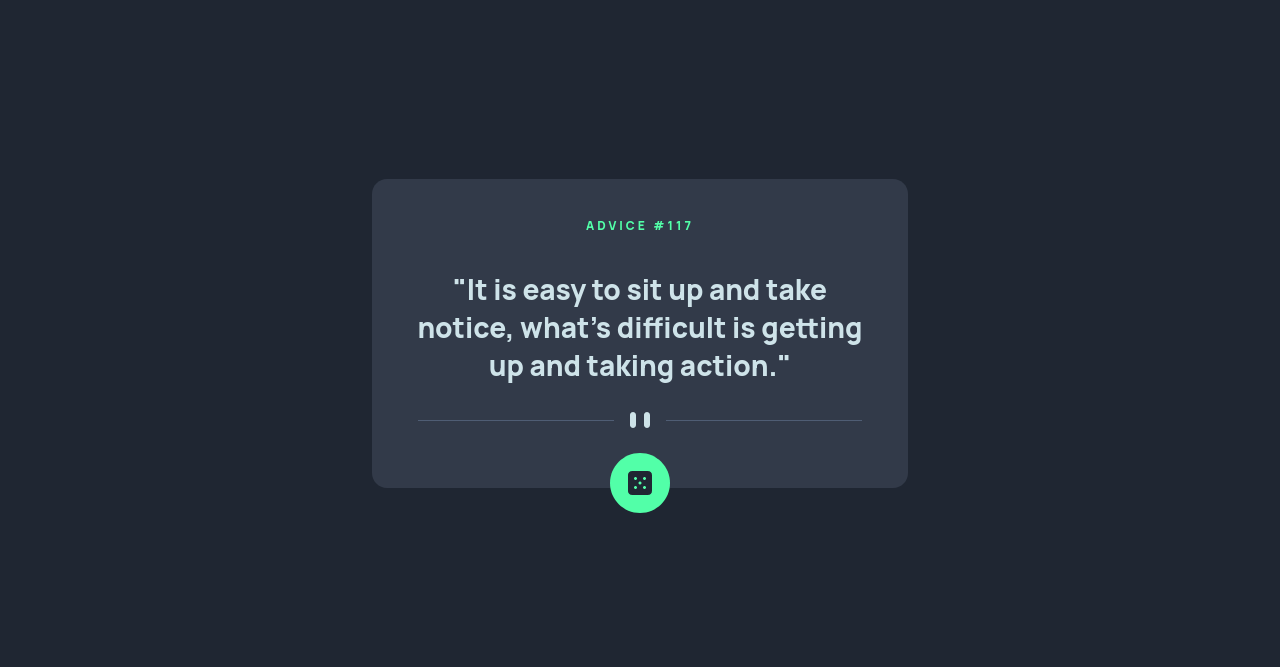 ADVICE #117
"It is easy to sit up and take
notice, what's difficult is getting
up and taking action."